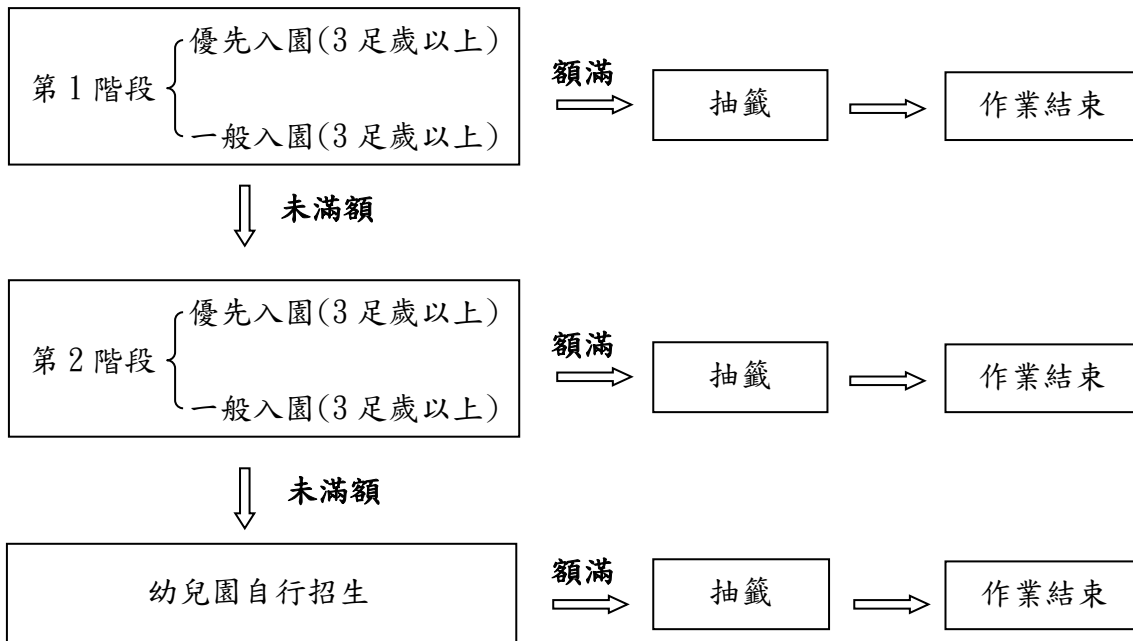 優先入園(3 足歲以上)
第 1 階段
一般入園(3 足歲以上)
額滿
抽籤
作業結束
未滿額
優先入園(3 足歲以上)
第 2 階段
一般入園(3 足歲以上)
額滿
抽籤
作業結束
未滿額
幼兒園自行招生
額滿
抽籤
作業結束